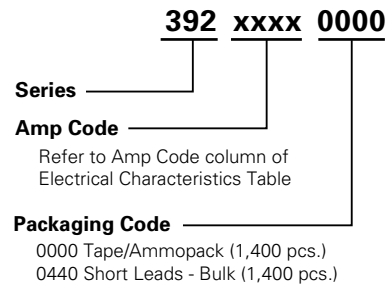 392 xxxx 0000
Series
Amp Code
Refer to Amp Code column of
Electrical Characteristics Table
Packaging Code
0000 Tape/Ammopack (1,400 pcs.)
0440 Short Leads - Bulk (1,400 pcs.)